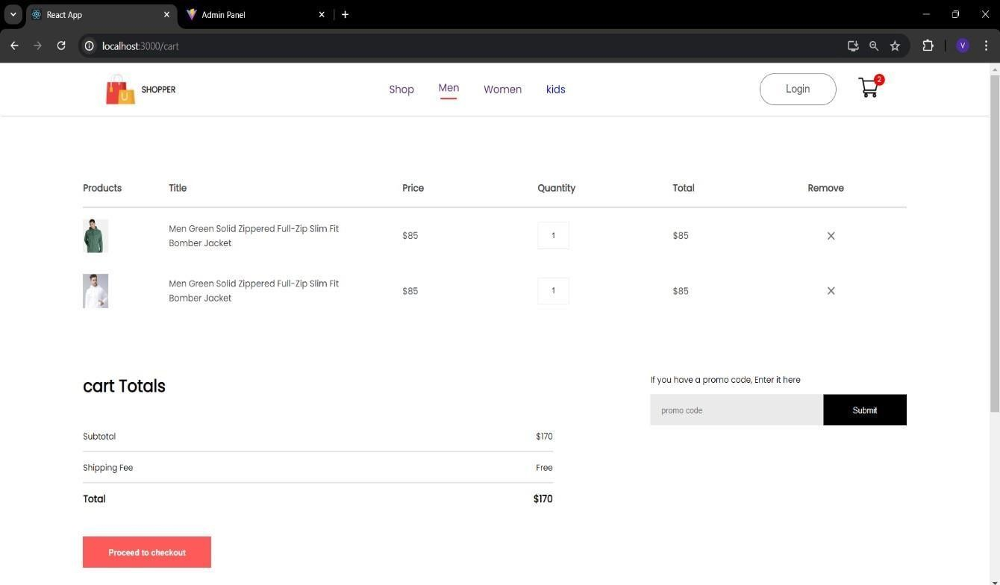 React App
Admin Panel
localhost:3000/cart
V
SHOPPER
Shop Men Women kids
Login
2
Products Title Price Quantity Total Remove
Men Green Solid Zippered Full-Zip Slim Fit
Bomber Jacket
$85 1 $85
Men Green Solid Zippered Full-Zip Slim Fit
Bomber Jacket
$85 1 $85
cart Totals
Subtotal $170
Shipping Fee Free
Total $170
Proceed to checkout
If you have a promo code, Enter it here
promo code
Submit